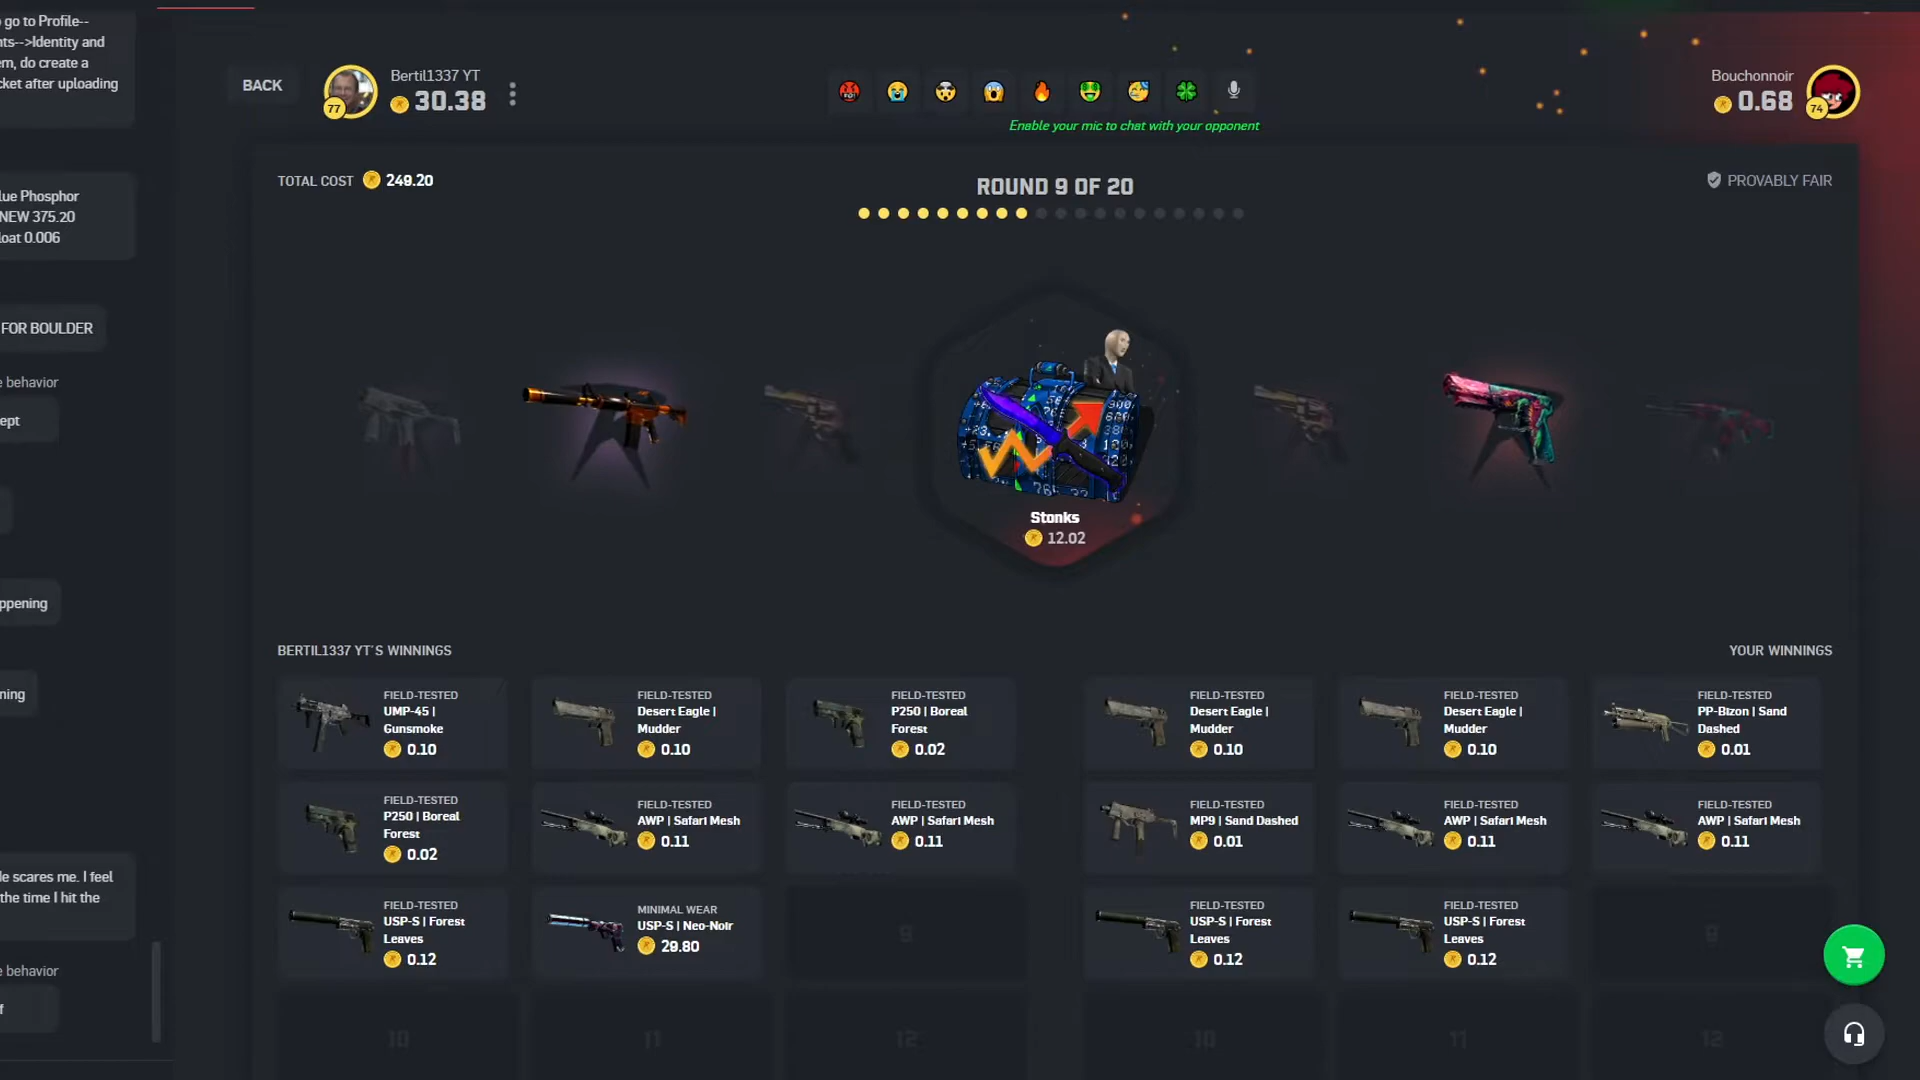 go to Profile--
nts-->Identity and
em, do create a
cket after uploading
lue Phosphor
NEW 375.20
loat 0.006
FOR BOULDER
e behavior
ept
ppening
ning
le scares me. I feel
the time I hit the
e behavior
f
BACK
77
Bertil1337 YT
30.38
Enable your mic to chat with your opponent
Bouchonnoir
0.68
74
TOTAL COST 249.20
ROUND 9 OF 20
PROVABLY FAIR
Stonks
12.02
BERTIL1337 YT'S WINNINGS
YOUR WINNINGS
FIELD-TESTED
UMP-45 |
Gunsmoke
0.10
FIELD-TESTED
Desert Eagle |
Mudder
0.10
FIELD-TESTED
P250 | Boreal
Forest
0.02
FIELD-TESTED
Desert Eagle |
Mudder
0.10
FIELD-TESTED
Desert Eagle |
Mudder
0.10
FIELD-TESTED
PP-Bizon | Sand
Dashed
0.01
FIELD-TESTED
P250 | Boreal
Forest
0.02
FIELD-TESTED
AWP | Safari Mesh
0.11
FIELD-TESTED
AWP | Safari Mesh
0.11
FIELD-TESTED
MP9 | Sand Dashed
0.01
FIELD-TESTED
AWP | Safari Mesh
0.11
FIELD-TESTED
AWP | Safari Mesh
0.11
FIELD-TESTED
USP-S | Forest
Leaves
0.12
MINIMAL WEAR
USP-S | Neo-Noir
29.80
9
FIELD-TESTED
USP-S | Forest
Leaves
0.12
FIELD-TESTED
USP-S | Forest
Leaves
0.12
10
11
12
10
11
12